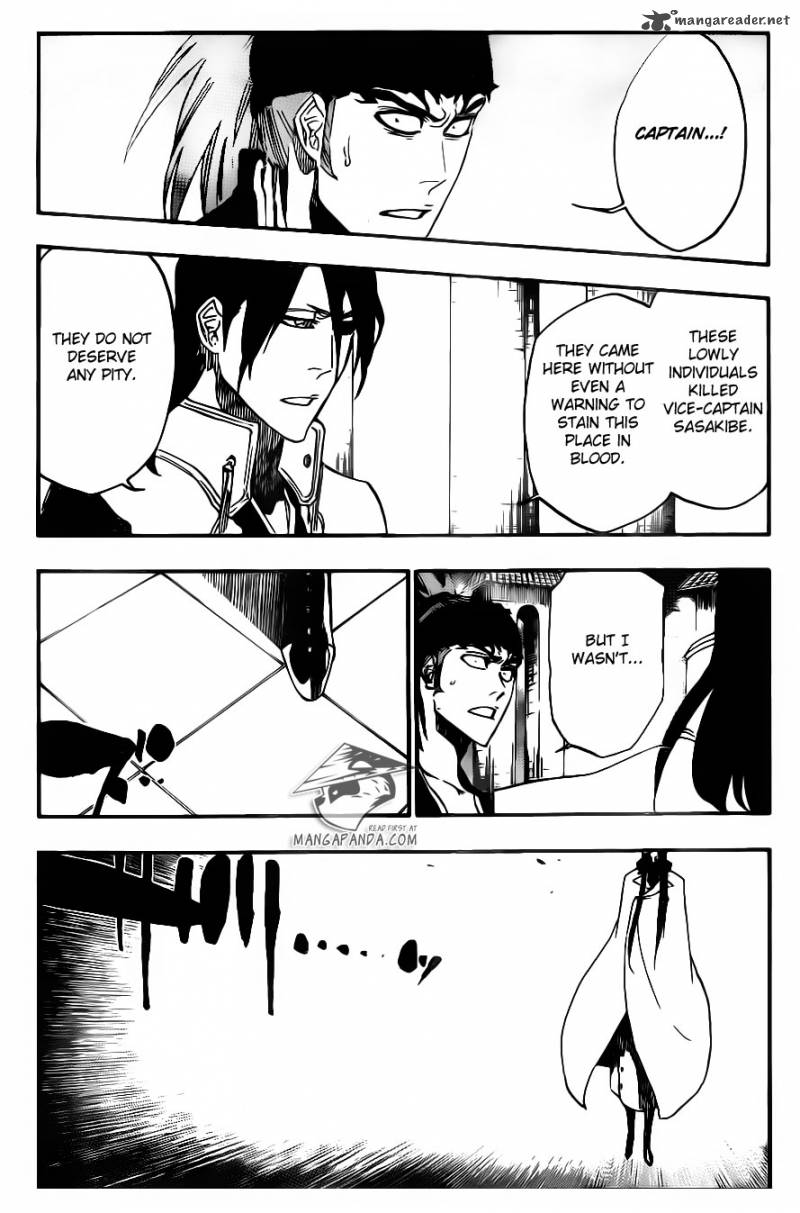 mangareader.net
CAPTAIN...!
THESE
LOWLY
INDIVIDUALS
KILLED
VICE-CAPTAIN
SASAKIBE.
THEY CAME
HERE WITHOUT
EVEN A
WARNING TO
STAIN THIS
PLACE IN
BLOOD.
THEY DO NOT
DESERVE
ANY PITY.
BUT I
WASN'T...
READ FIRST AT
MANGAPANDA.COM